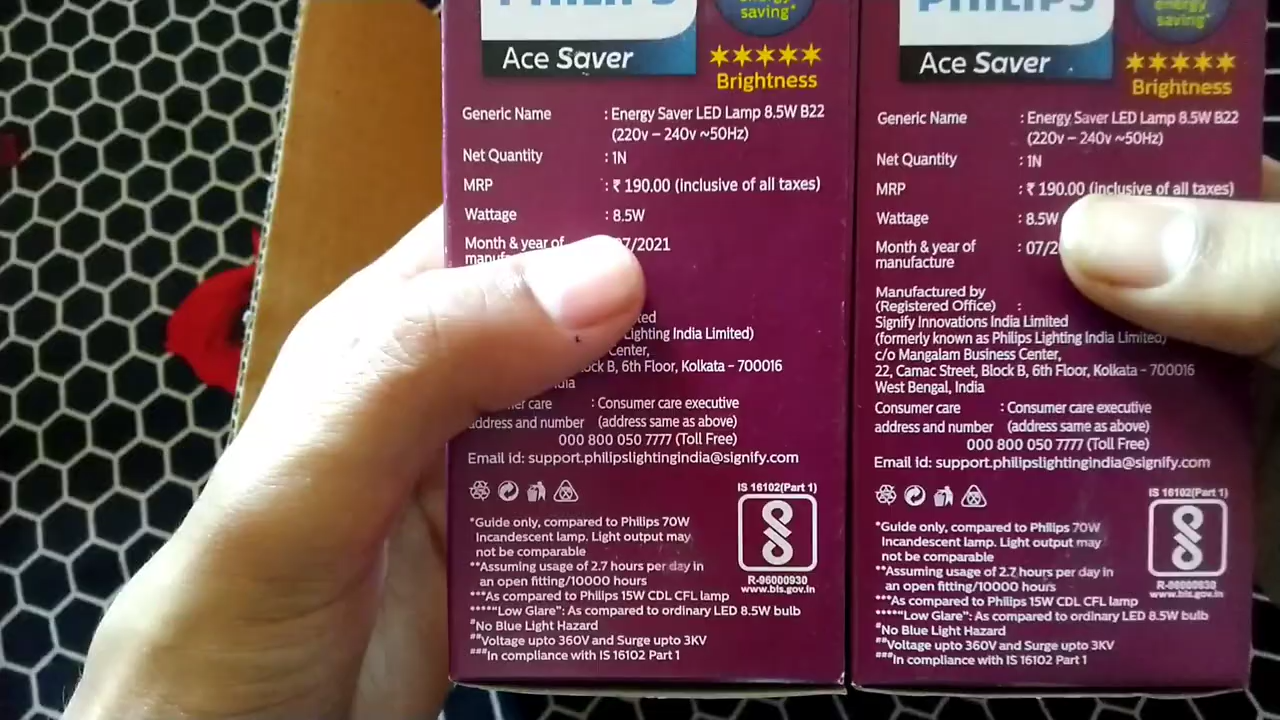 PHILIPS
energy
saving*
Ace Saver
Brightness
Generic Name : Energy Saver LED Lamp 8.5W B22
(220v – 240v ~50Hz)
Net Quantity : 1N
MRP : ₹ 190.00 (inclusive of all taxes)
Wattage : 8.5W
Month & year of 7/2021
Lighting India Limited)
Center,
Block B, 6th Floor, Kolkata – 700016
care : Consumer care executive
address and number (address same as above)
000 800 050 7777 (Toll Free)
Email id: support.philipslightingindia@signify.com
IS 16102(Part 1)
*Guide only, compared to Philips 70W
Incandescent lamp. Light output may
not be comparable
**Assuming usage of 2.7 hours per day in
an open fitting/10000 hours
***As compared to Philips 15W CDL CFL lamp
****"Low Glare": As compared to ordinary LED 8.5W bulb
#No Blue Light Hazard
##Voltage upto 360V and Surge upto 3KV
###In compliance with IS 16102 Part 1
R-96000930
www.bis.gov.in
PHILIPS
energy
saving*
Ace Saver
Brightness
Generic Name : Energy Saver LED Lamp 8.5W B22
(220v – 240v ~50Hz)
Net Quantity : 1N
MRP : ₹ 190.00 (inclusive of all taxes)
Wattage : 8.5W
Month & year of : 07/20
manufacture
Manufactured by
(Registered Office) :
Signify Innovations India Limited
(formerly known as Philips Lighting India Limited)
c/o Mangalam Business Center,
22, Camac Street, Block B, 6th Floor, Kolkata – 700016
West Bengal, India
Consumer care : Consumer care executive
address and number (address same as above)
000 800 050 7777 (Toll Free)
Email id: support.philipslightingindia@signify.com
IS 16102(Part 1)
*Guide only, compared to Philips 70W
Incandescent lamp. Light output may
not be comparable
**Assuming usage of 2.7 hours per day in
an open fitting/10000 hours
***As compared to Philips 15W CDL CFL lamp
****"Low Glare": As compared to ordinary LED 8.5W bulb
#No Blue Light Hazard
##Voltage upto 360V and Surge upto 3KV
###In compliance with IS 16102 Part 1
R-96000930
www.bis.gov.in